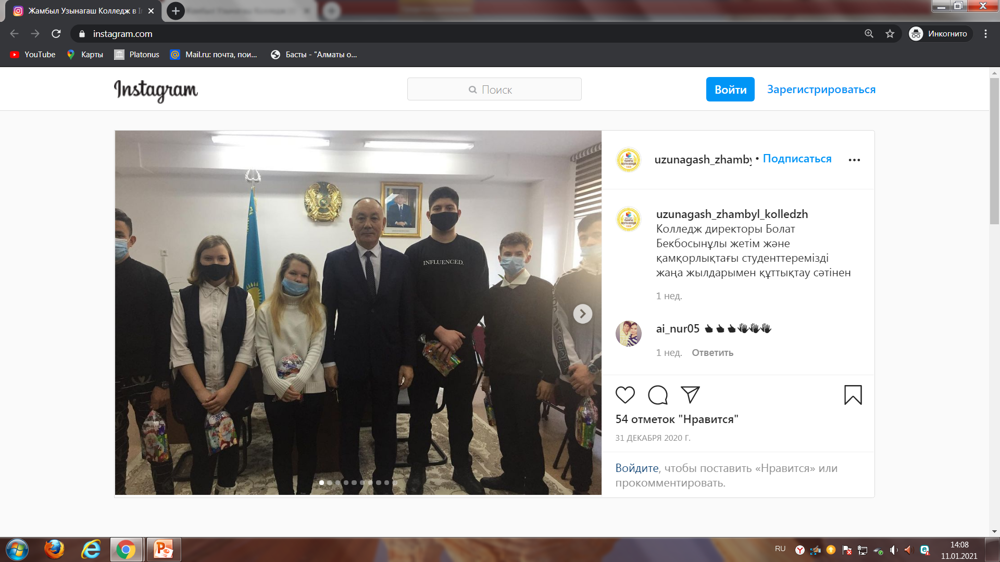 Жамбыл Узынагаш Колледж в I
instagram.com
Инкогнито
YouTube
Карты
Platonus
Mail.ru: почта, пои...
Басты - "Алматы о...
Instagram
Поиск
Войти
Зарегистрироваться
uzunagash_zhamby • Подписаться
INFLUENCED.
uzunagash_zhambyl_kolledzh
Колледж директоры Болат
Бекбосынұлы жетім және
қамқорлықтағы студенттеремізді
жаңа жылдарымен құттықтау сәтінен
1 нед.
ai_nur05
1 нед. Ответить
54 отметок "Нравится"
31 ДЕКАБРЯ 2020 Г.
Войдите, чтобы поставить «Нравится» или
прокомментировать.
RU
14:08
11.01.2021